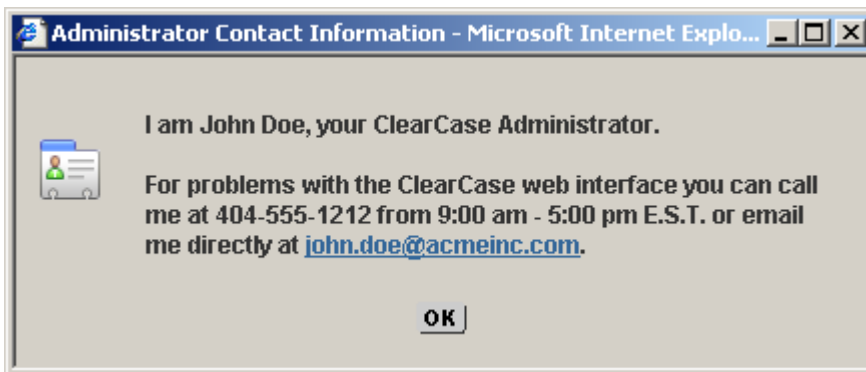 Administrator Contact Information - Microsoft Internet Explo...
I am John Doe, your ClearCase Administrator.
For problems with the ClearCase web interface you can call
me at 404-555-1212 from 9:00 am - 5:00 pm E.S.T. or email
me directly at john.doe@acmeinc.com.
OK